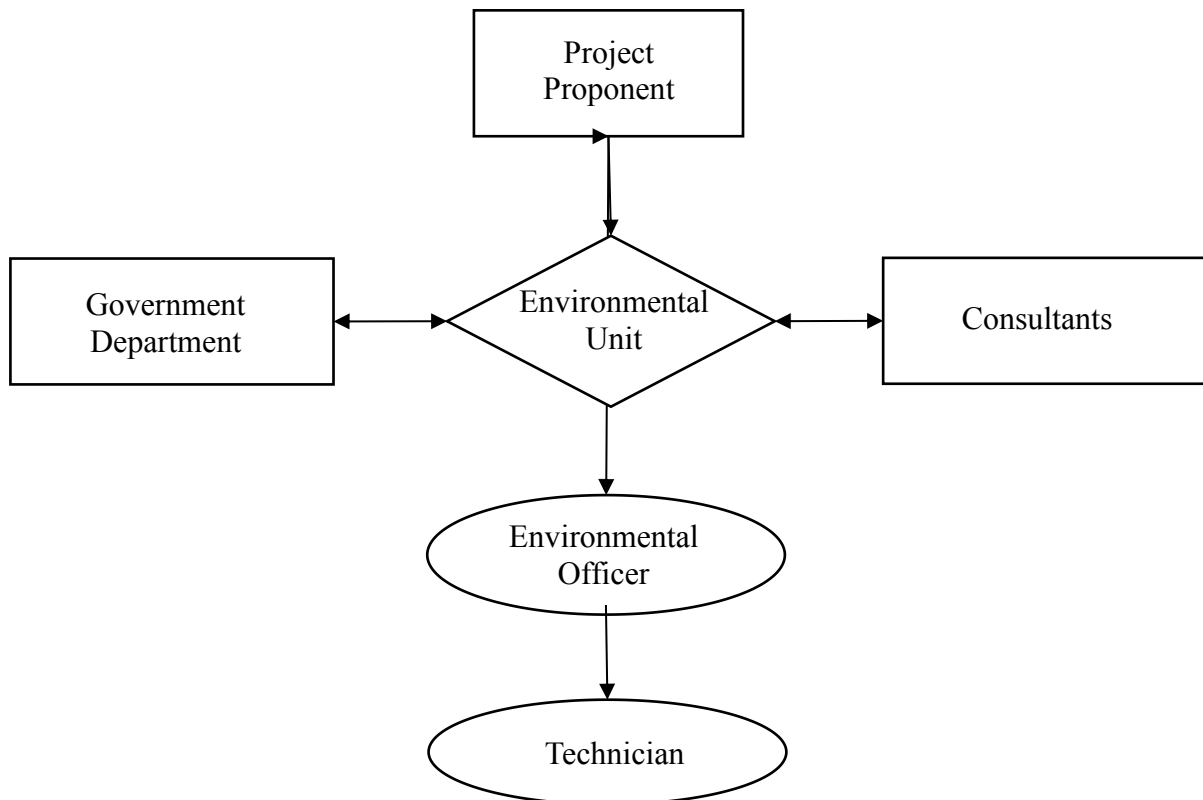 Project
Proponent
Government
Department
Environmental
Unit
Consultants
Environmental
Officer
Technician